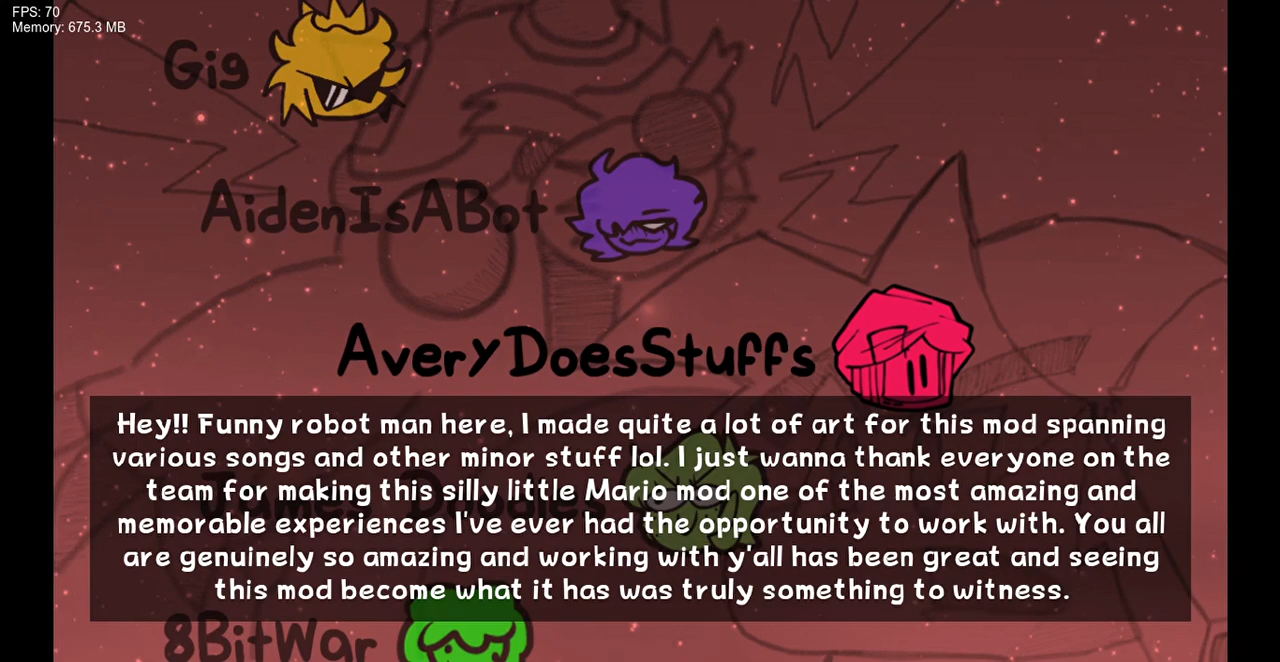 FPS: 70
Memory: 675.3 MB
Gig
AidenIsABot
AveryDoesStuffs
Hey!! Funny robot man here, I made quite a lot of art for this mod spanning
various songs and other minor stuff lol. I just wanna thank everyone on the
team for making this silly little Mario mod one of the most amazing and
memorable experiences I've ever had the opportunity to work with. You all
are genuinely so amazing and working with y'all has been great and seeing
this mod become what it has was truly something to witness.
8BitWar